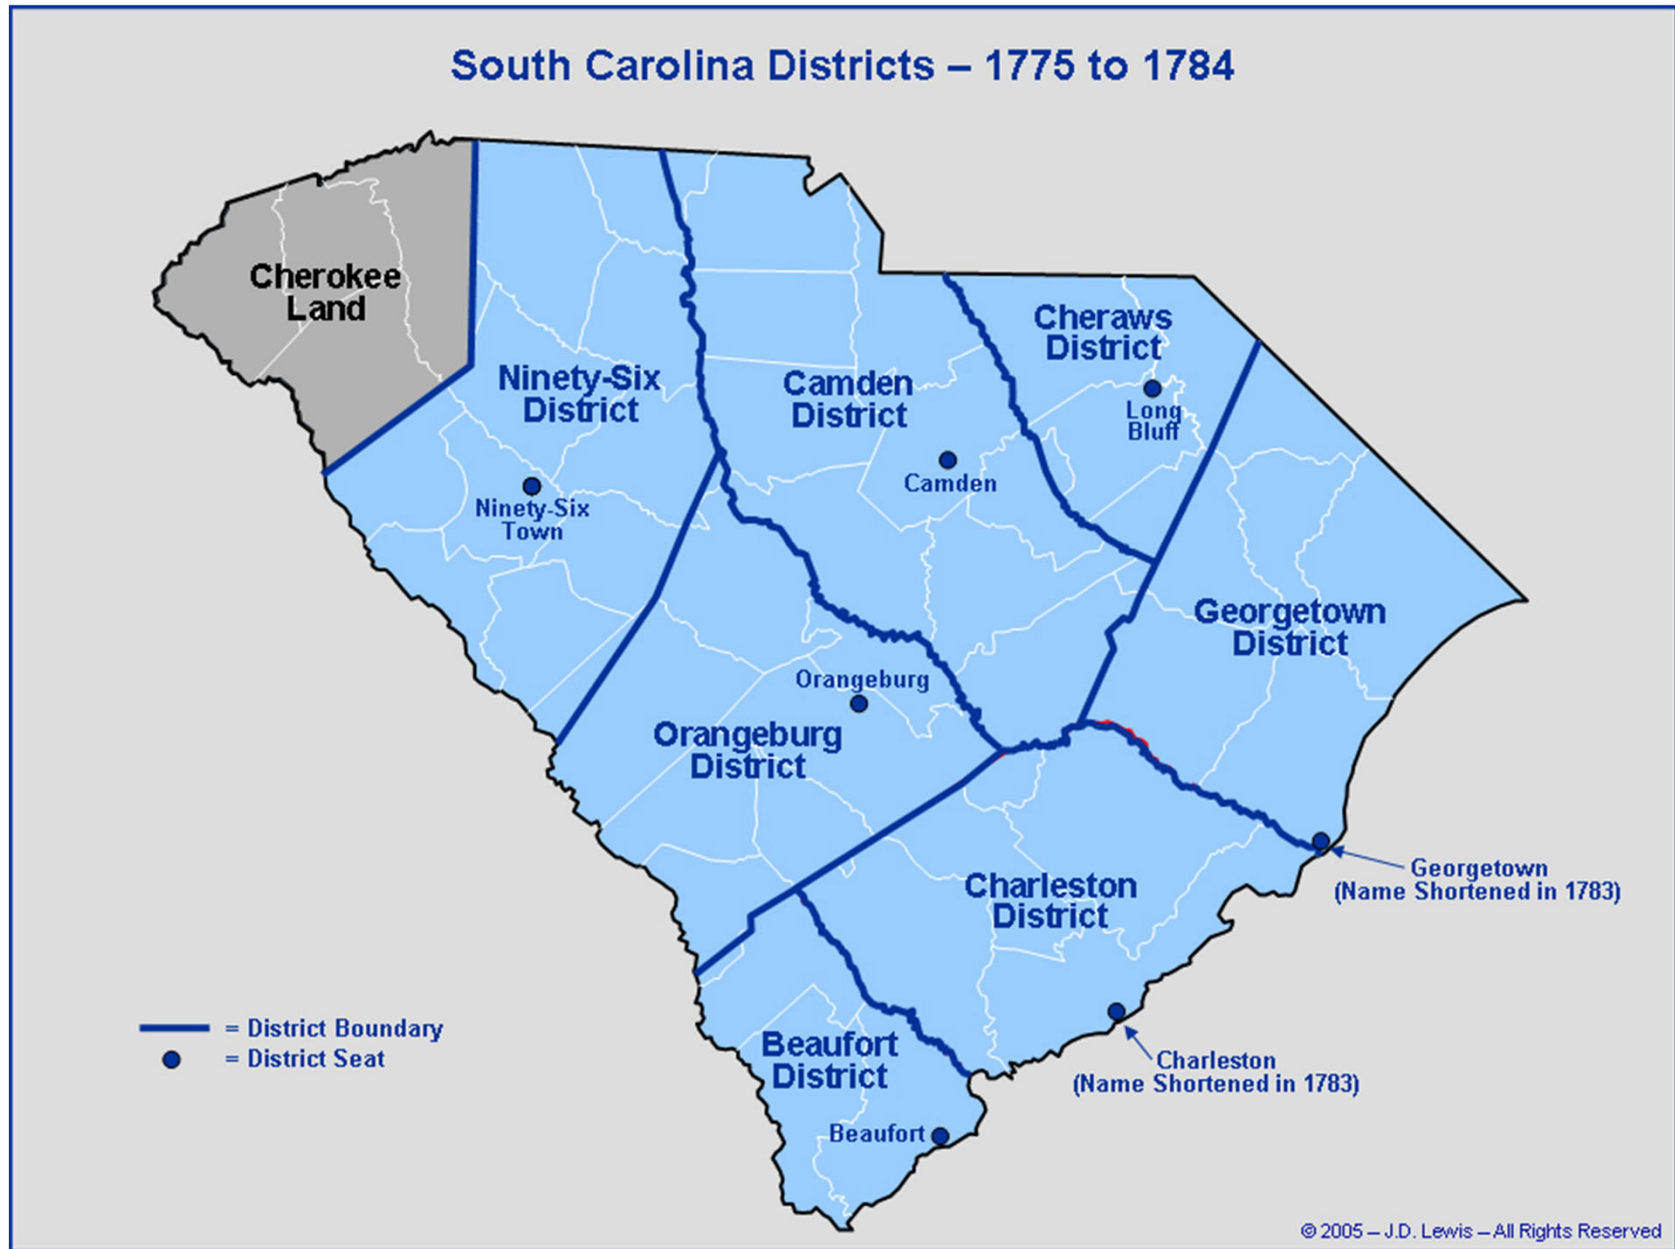 South Carolina Districts – 1775 to 1784
Cherokee
Land
Cheraws
District
Ninety-Six
District
Camden
District
Long
Bluff
Camden
Ninety-Six
Town
Georgetown
District
Orangeburg
Orangeburg
District
Georgetown
(Name Shortened in 1783)
Charleston
District
= District Boundary
= District Seat
Beaufort
District
Charleston
(Name Shortened in 1783)
Beaufort
© 2005 – J.D. Lewis – All Rights Reserved